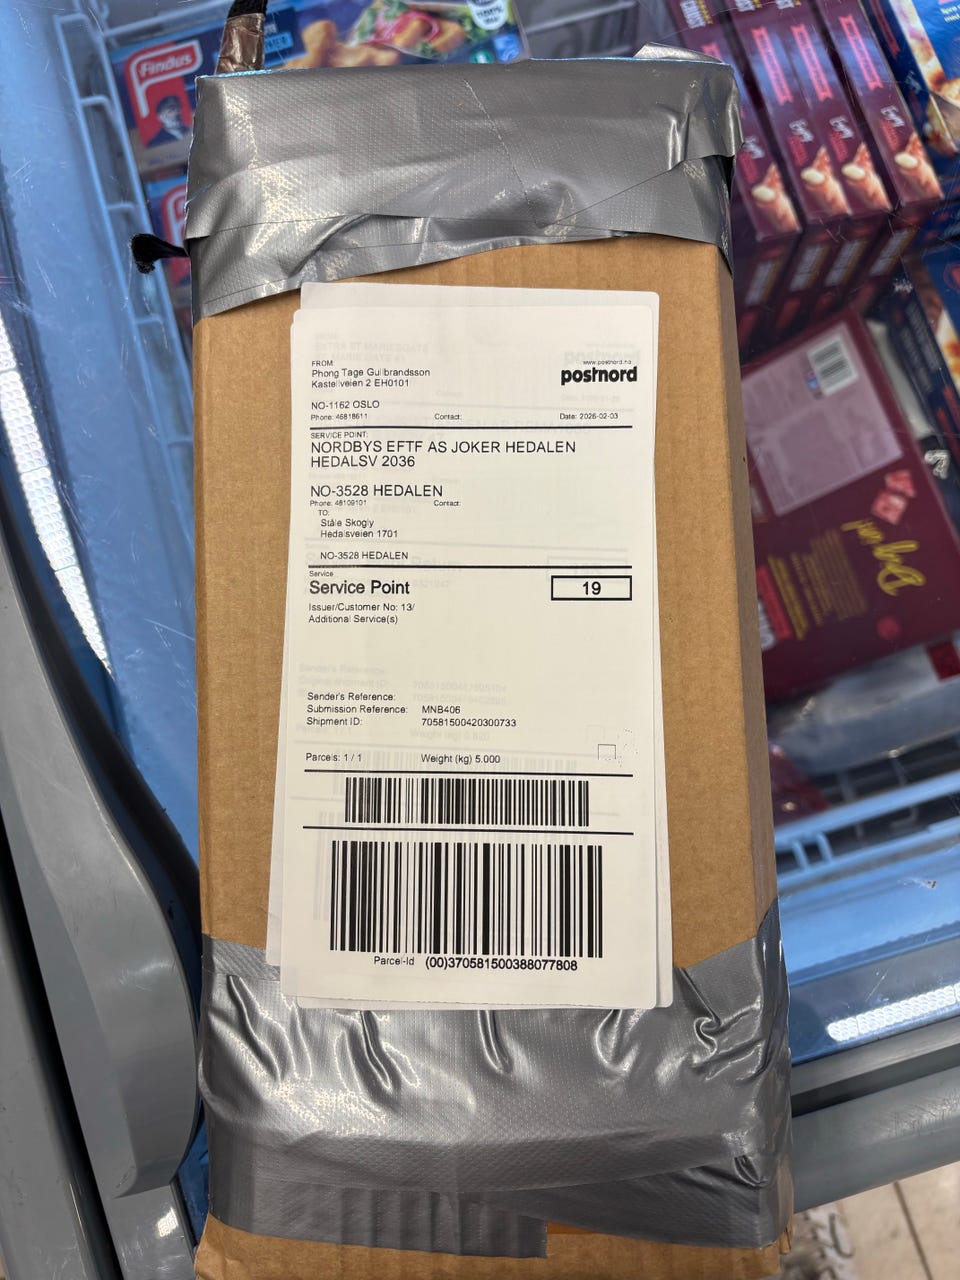 Findus
FROM
Phong Tage Gulbrandsson
Kastellveien 2 EH0101
www.postnord.no
postnord
NO-1162 OSLO
Phone: 46818611 Contact: Date: 2026-02-03
SERVICE POINT:
NORDBYS EFTF AS JOKER HEDALEN
HEDALSV 2036
NO-3528 HEDALEN
Phone: 48109101 Contact:
TO:
Ståle Skogly
Hedalsveien 1701
NO-3528 HEDALEN
Service
Service Point 19
Issuer/Customer No: 13/
Additional Service(s)
Sender's Reference:
Submission Reference: MNB406
Shipment ID: 70581500420300733
Parcels: 1 / 1 Weight (kg) 5.000
Parcel-Id (00)370581500388077808